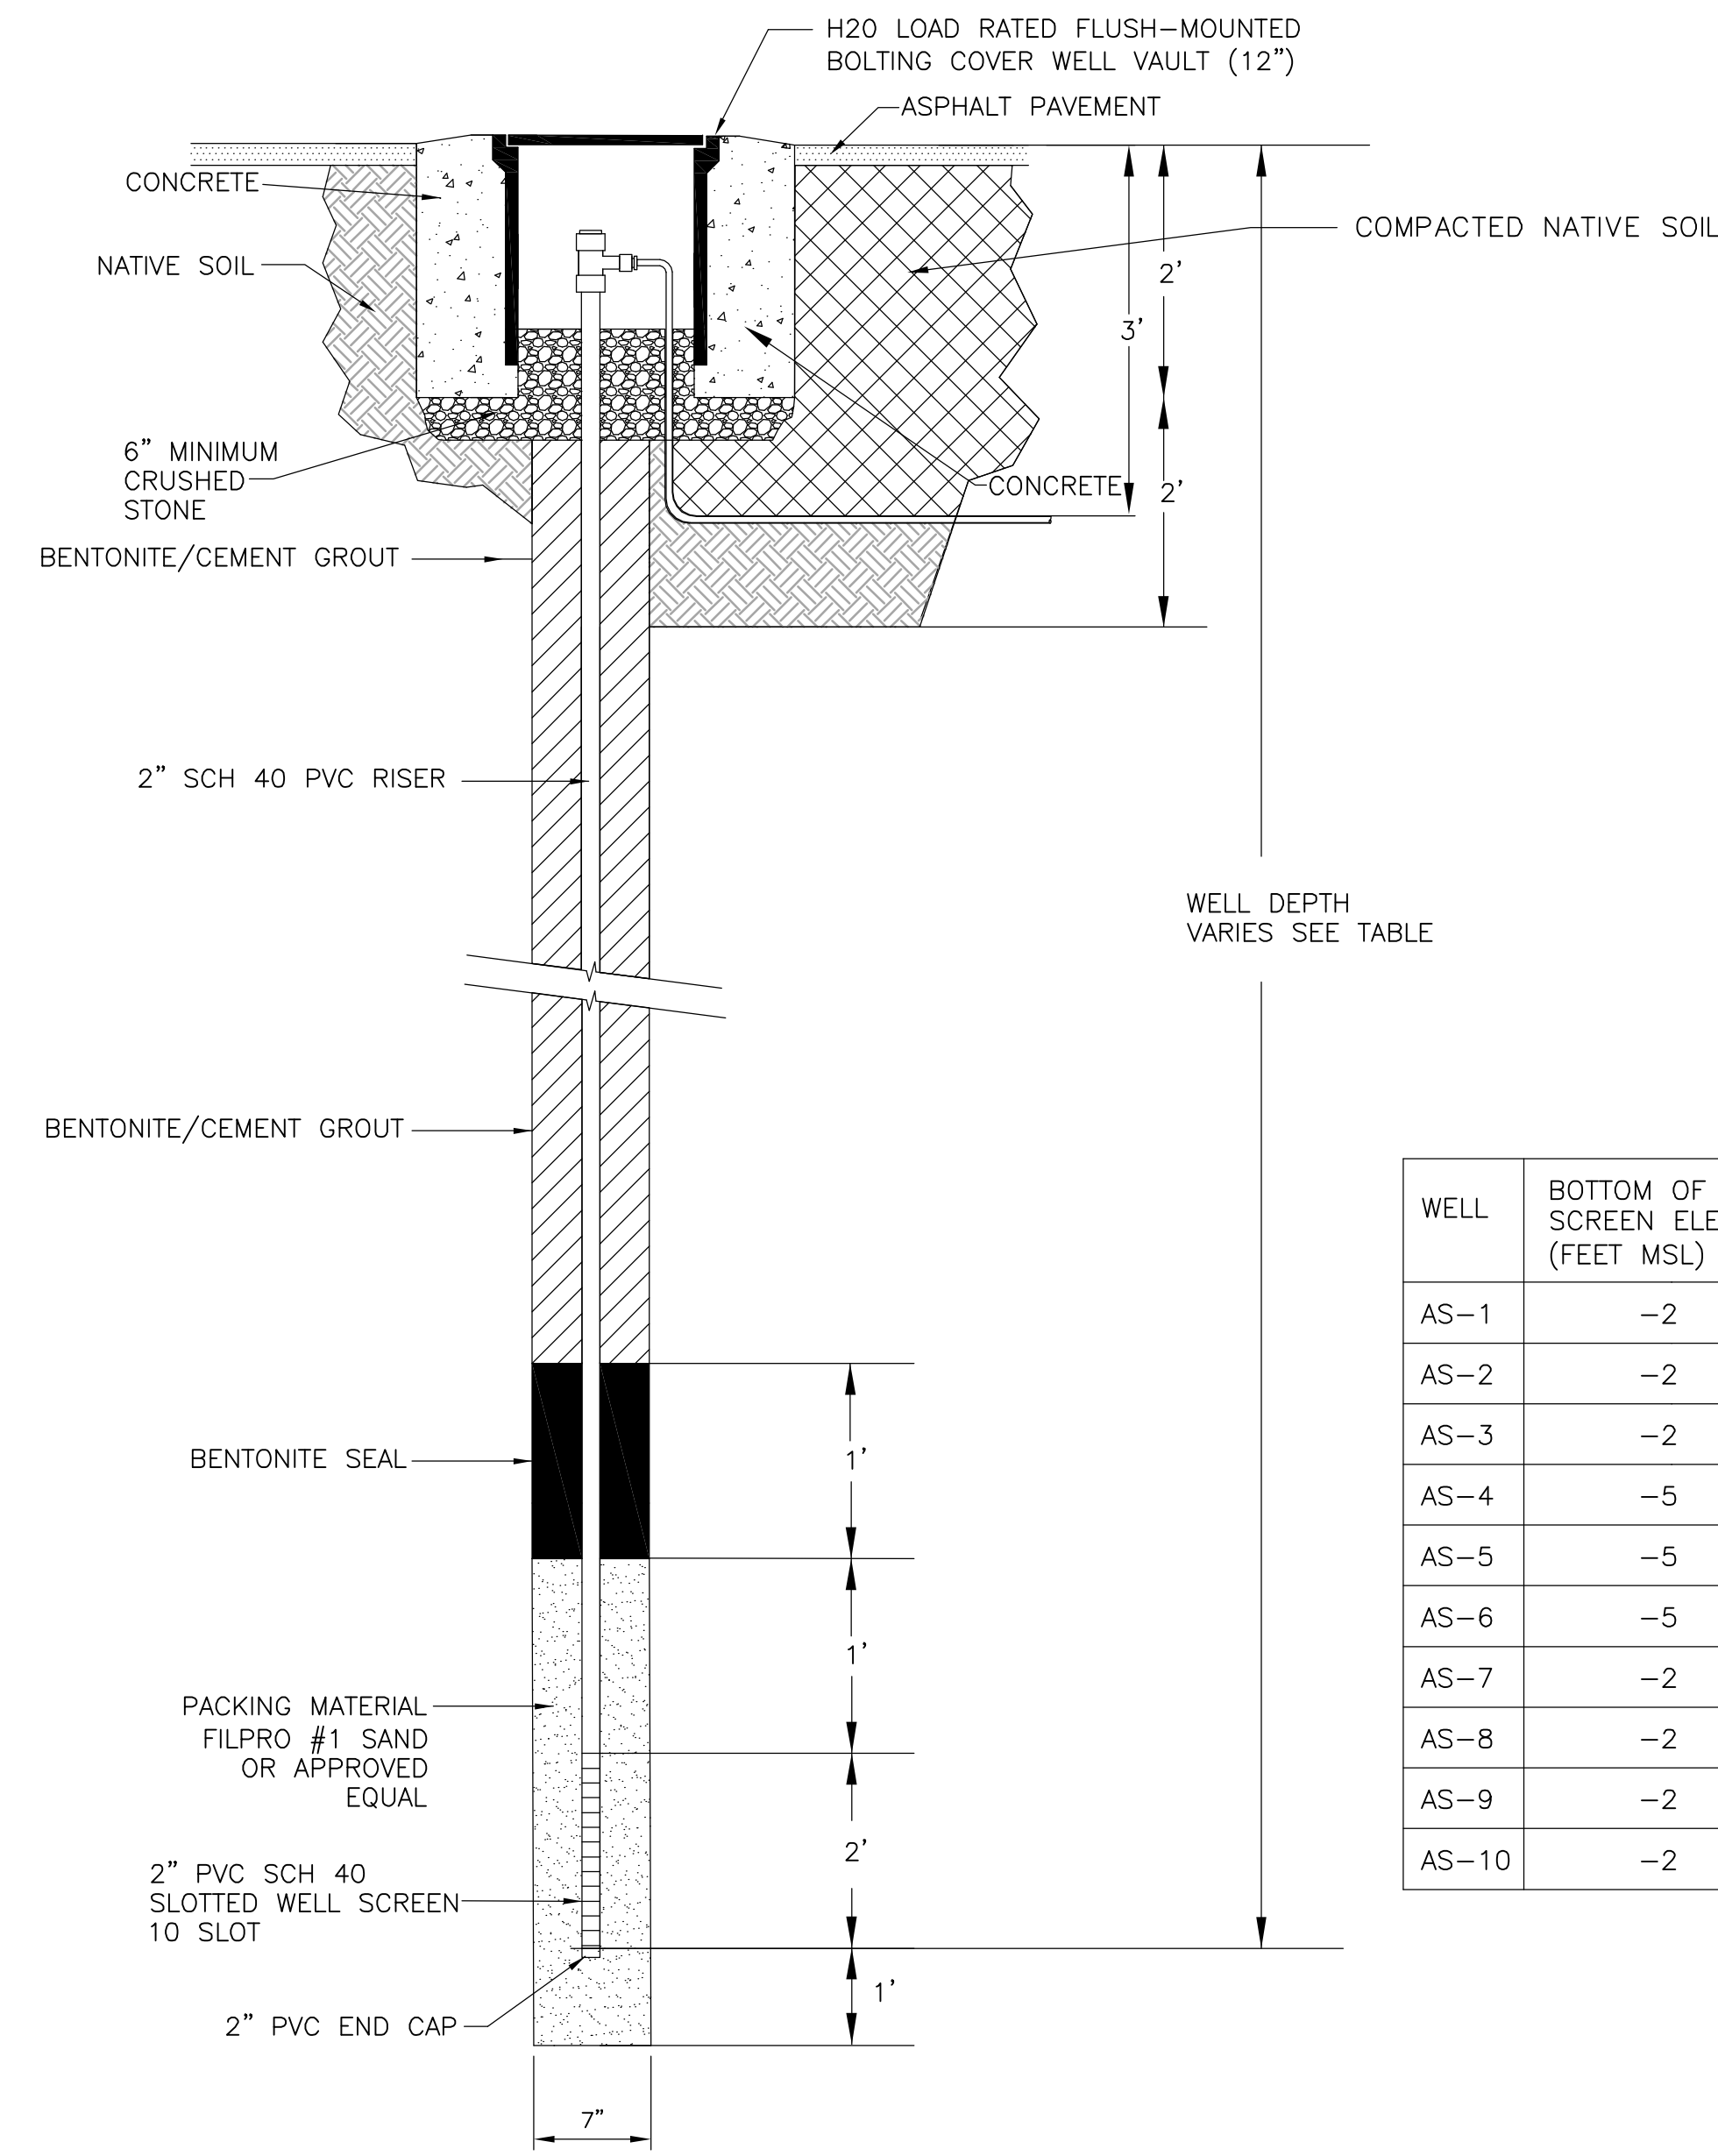 H20 LOAD RATED FLUSH-MOUNTED
BOLTING COVER WELL VAULT (12")
ASPHALT PAVEMENT
CONCRETE
COMPACTED NATIVE SOIL
NATIVE SOIL
2'
3'
6" MINIMUM
CRUSHED
STONE
CONCRETE
2'
BENTONITE/CEMENT GROUT
2" SCH 40 PVC RISER
WELL DEPTH
VARIES SEE TABLE
BENTONITE/CEMENT GROUT
WELL
BOTTOM OF
SCREEN ELE
(FEET MSL)
AS-1 -2
AS-2 -2
AS-3 -2
AS-4 -5
AS-5 -5
AS-6 -5
AS-7 -2
AS-8 -2
AS-9 -2
AS-10 -2
BENTONITE SEAL
1'
1'
PACKING MATERIAL
FILPRO #1 SAND
OR APPROVED
EQUAL
2'
2" PVC SCH 40
SLOTTED WELL SCREEN
10 SLOT
1'
2" PVC END CAP
7"